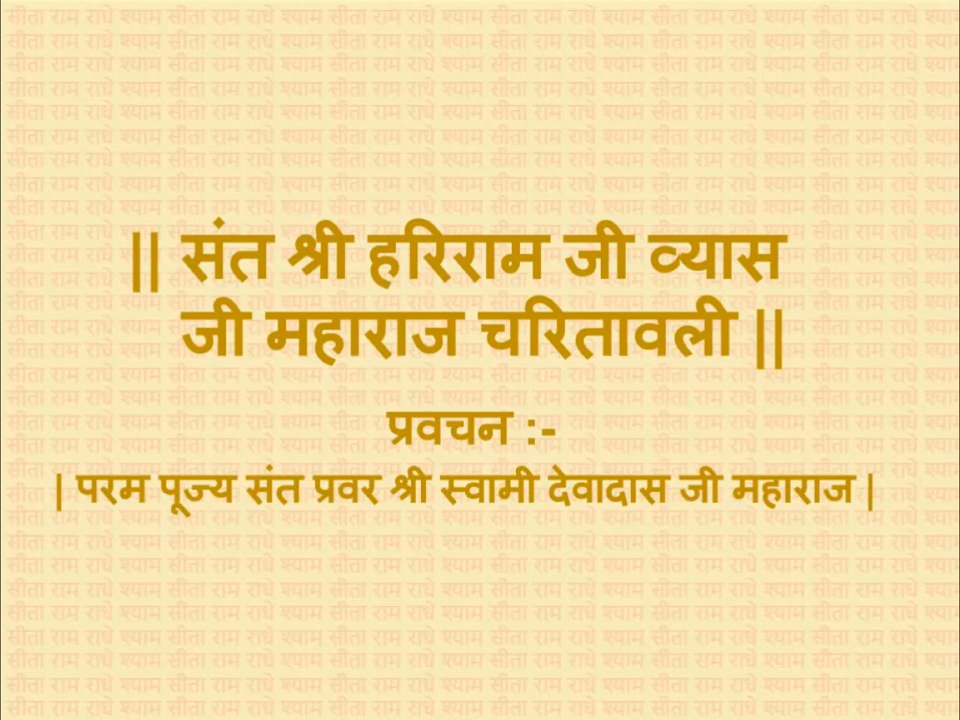 || संत श्री हरिराम जी व्यास
जी महाराज चरितावली ||
प्रवचन :-
| परम पूज्य संत प्रवर श्री स्वामी देवादास जी महाराज |